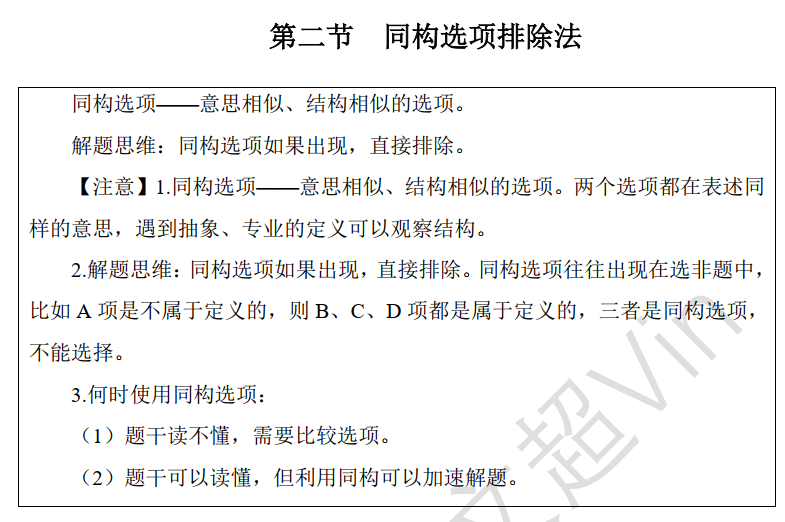 第二节 同构选项排除法
同构选项——意思相似、结构相似的选项。
解题思维：同构选项如果出现，直接排除。
【注意】1.同构选项——意思相似、结构相似的选项。两个选项都在表述同
样的意思，遇到抽象、专业的定义可以观察结构。
2.解题思维：同构选项如果出现，直接排除。同构选项往往出现在选非题中，
比如 A 项是不属于定义的，则 B、C、D 项都是属于定义的，三者是同构选项，
不能选择。
3.何时使用同构选项：
（1）题干读不懂，需要比较选项。
（2）题干可以读懂，但利用同构可以加速解题。
超Vin